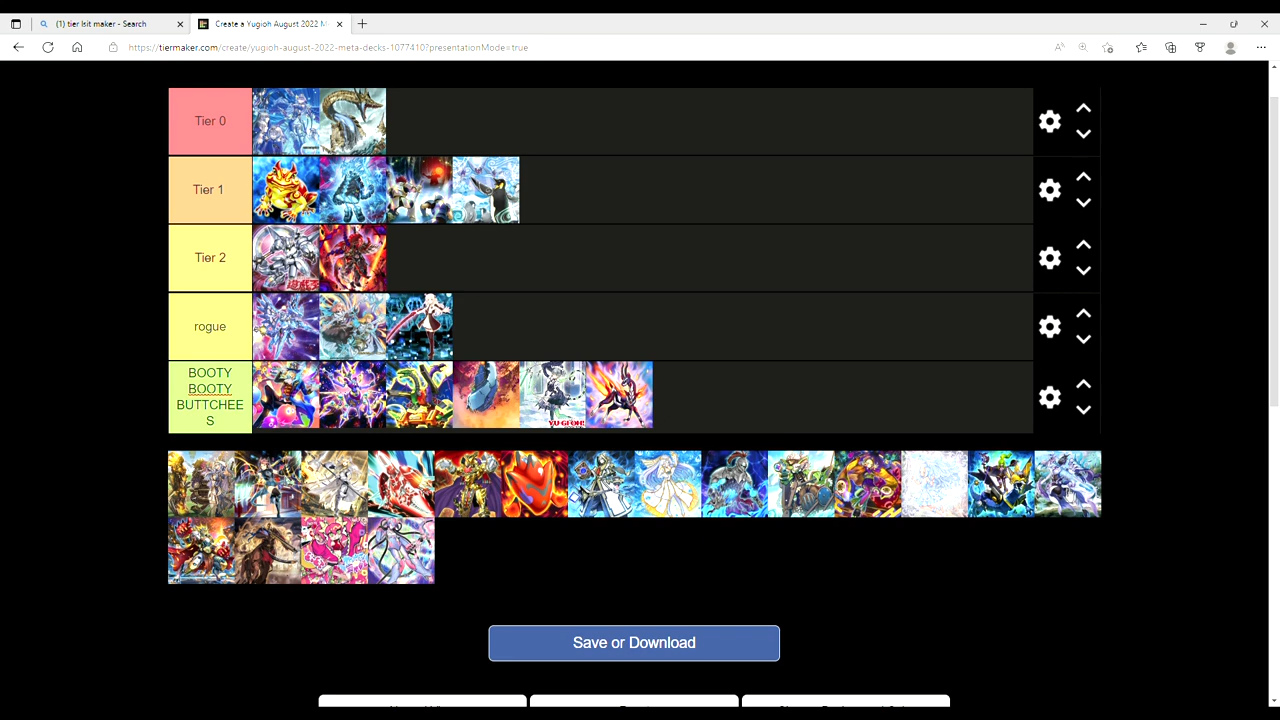 (1) tier lsit maker - Search
Create a Yugioh August 2022 M
https://tiermaker.com/create/yugioh-august-2022-meta-decks-1077410?presentationMode=true
Tier 0
Tier 1
Tier 2
rogue
BOOTY
BOOTY
BUTTCHEE
S
YU-GI-OH!
Save or Download